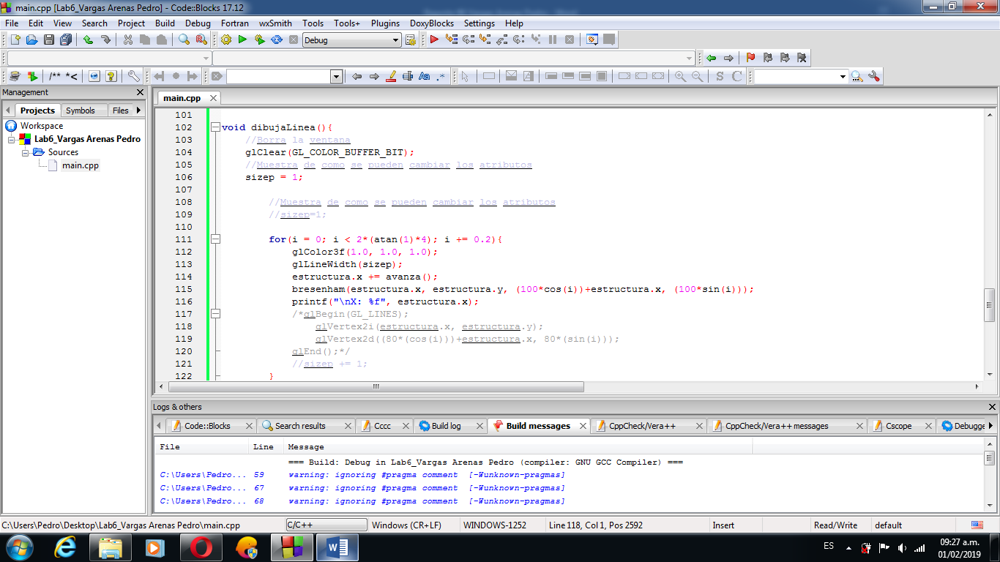 main.cpp [Lab6_Vargas Arenas Pedro] - Code::Blocks 17.12
File Edit View Search Project Build Debug Fortran wxSmith Tools Tools+ Plugins DoxyBlocks Settings Help
Debug
/** *<
S C
Management
main.cpp
Projects Symbols Files
Workspace
Lab6_Vargas Arenas Pedro
Sources
main.cpp
101
102 void dibujaLinea(){
103 //Borra la ventana
104 glClear(GL_COLOR_BUFFER_BIT);
105 //Muestra de como se pueden cambiar los atributos
106 sizep = 1;
107
108 //Muestra de como se pueden cambiar los atributos
109 //sizep=1;
110
111 for(i = 0; i < 2*(atan(1)*4); i += 0.2){
112 glColor3f(1.0, 1.0, 1.0);
113 glLineWidth(sizep);
114 estructura.x += avanza();
115 bresenham(estructura.x, estructura.y, (100*cos(i))+estructura.x, (100*sin(i)));
116 printf("\nX: %f", estructura.x);
117 /*glBegin(GL_LINES);
118 glVertex2i(estructura.x, estructura.y);
119 glVertex2d((80*(cos(i)))+estructura.x, 80*(sin(i)));
120 glEnd();*/
121 //sizep += 1;
122 }
Logs & others
Code::Blocks Search results Cccc Build log Build messages CppCheck/Vera++ CppCheck/Vera++ messages Cscope Debugge
File Line Message
=== Build: Debug in Lab6_Vargas Arenas Pedro (compiler: GNU GCC Compiler) ===
C:\Users\Pedro... 59 warning: ignoring #pragma comment [-Wunknown-pragmas]
C:\Users\Pedro... 67 warning: ignoring #pragma comment [-Wunknown-pragmas]
C:\Users\Pedro... 68 warning: ignoring #pragma comment [-Wunknown-pragmas]
C:\Users\Pedro\Desktop\Lab6_Vargas Arenas Pedro\main.cpp C/C++ Windows (CR+LF) WINDOWS-1252 Line 118, Col 1, Pos 2592 Insert Read/Write default
ES 09:27 a.m.
01/02/2019